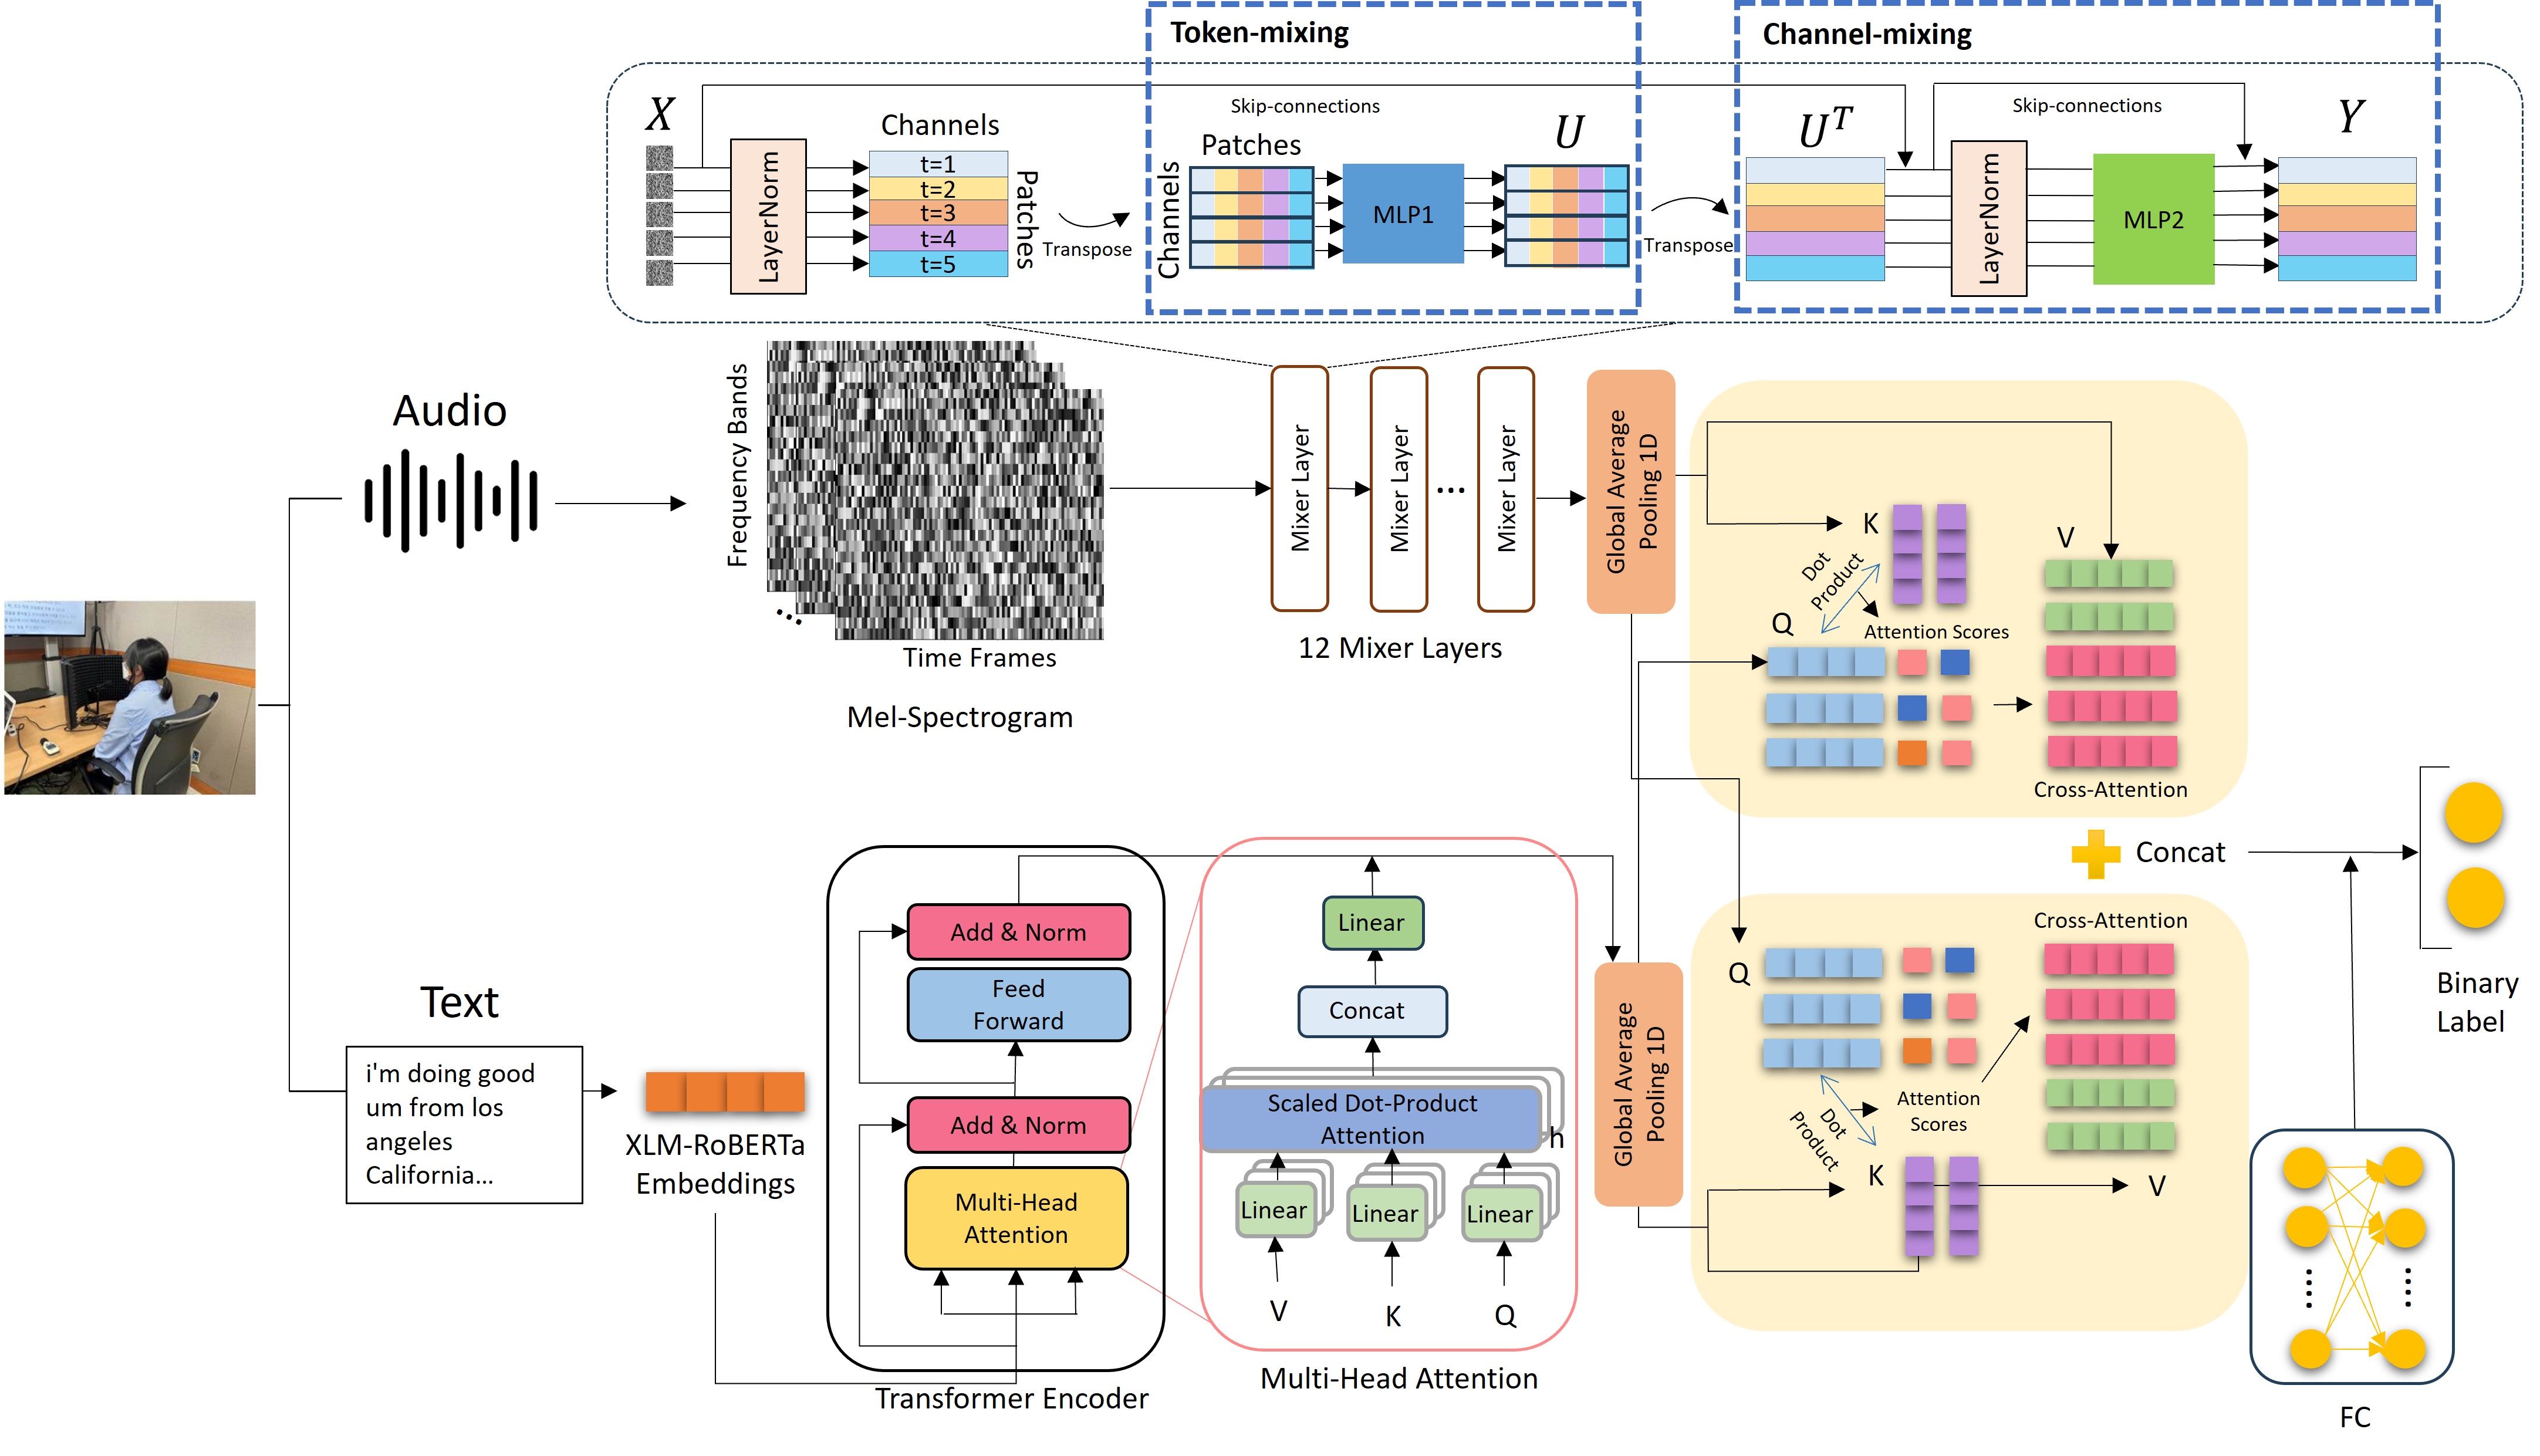 Token-mixing
Channel-mixing
X
LayerNorm
Channels
t=1
t=2
t=3
t=4
t=5
Patches
Transpose
Skip-connections
Patches
Channels
MLP1
U
Transpose
U^T
Skip-connections
LayerNorm
MLP2
Y
Audio
Frequency Bands
Time Frames
Mel-Spectrogram
Mixer Layer
Mixer Layer
...
Mixer Layer
12 Mixer Layers
Global Average
Pooling 1D
K
V
Dot
Product
Q
Attention Scores
Cross-Attention
Concat
Binary
Label
Text
i'm doing good
um from los
angeles
California...
XLM-RoBERTa
Embeddings
Add & Norm
Feed
Forward
Add & Norm
Multi-Head
Attention
Transformer Encoder
Linear
Concat
Scaled Dot-Product
Attention
h
Linear
Linear
Linear
V
K
Q
Multi-Head Attention
Global Average
Pooling 1D
Cross-Attention
Q
Attention
Scores
Dot
Product
K
V
FC